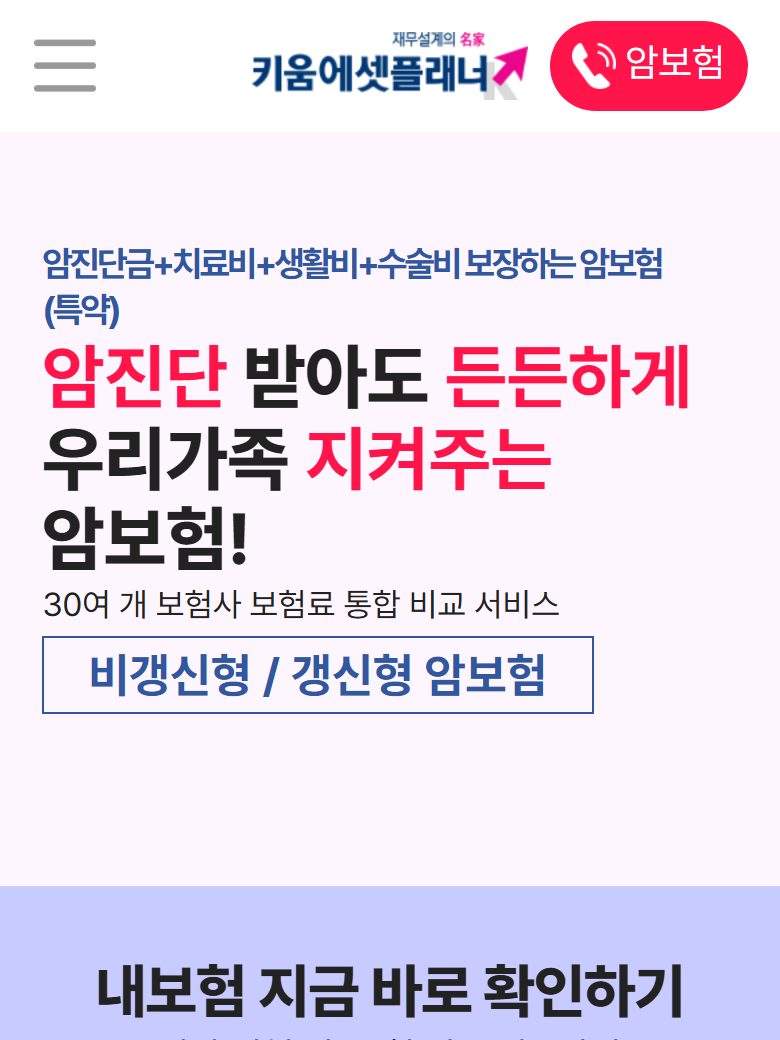 재무설계의 名家
키움에셋플래너
암보험
암진단금+치료비+생활비+수술비 보장하는 암보험
(특약)
암진단 받아도 든든하게
우리가족 지켜주는
암보험!
30여 개 보험사 보험료 통합 비교 서비스
비갱신형 / 갱신형 암보험
내보험 지금 바로 확인하기